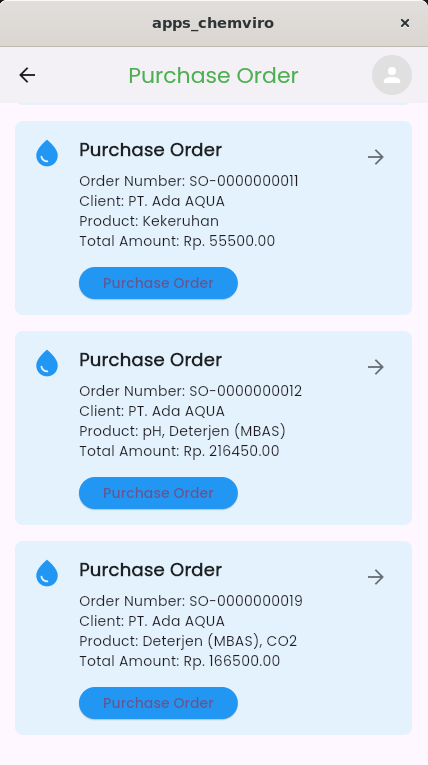 apps_chemviro
Purchase Order
Purchase Order
Order Number: SO-0000000011
Client: PT. Ada AQUA
Product: Kekeruhan
Total Amount: Rp. 55500.00
Purchase Order
Purchase Order
Order Number: SO-0000000012
Client: PT. Ada AQUA
Product: pH, Deterjen (MBAS)
Total Amount: Rp. 216450.00
Purchase Order
Purchase Order
Order Number: SO-0000000019
Client: PT. Ada AQUA
Product: Deterjen (MBAS), CO2
Total Amount: Rp. 166500.00
Purchase Order